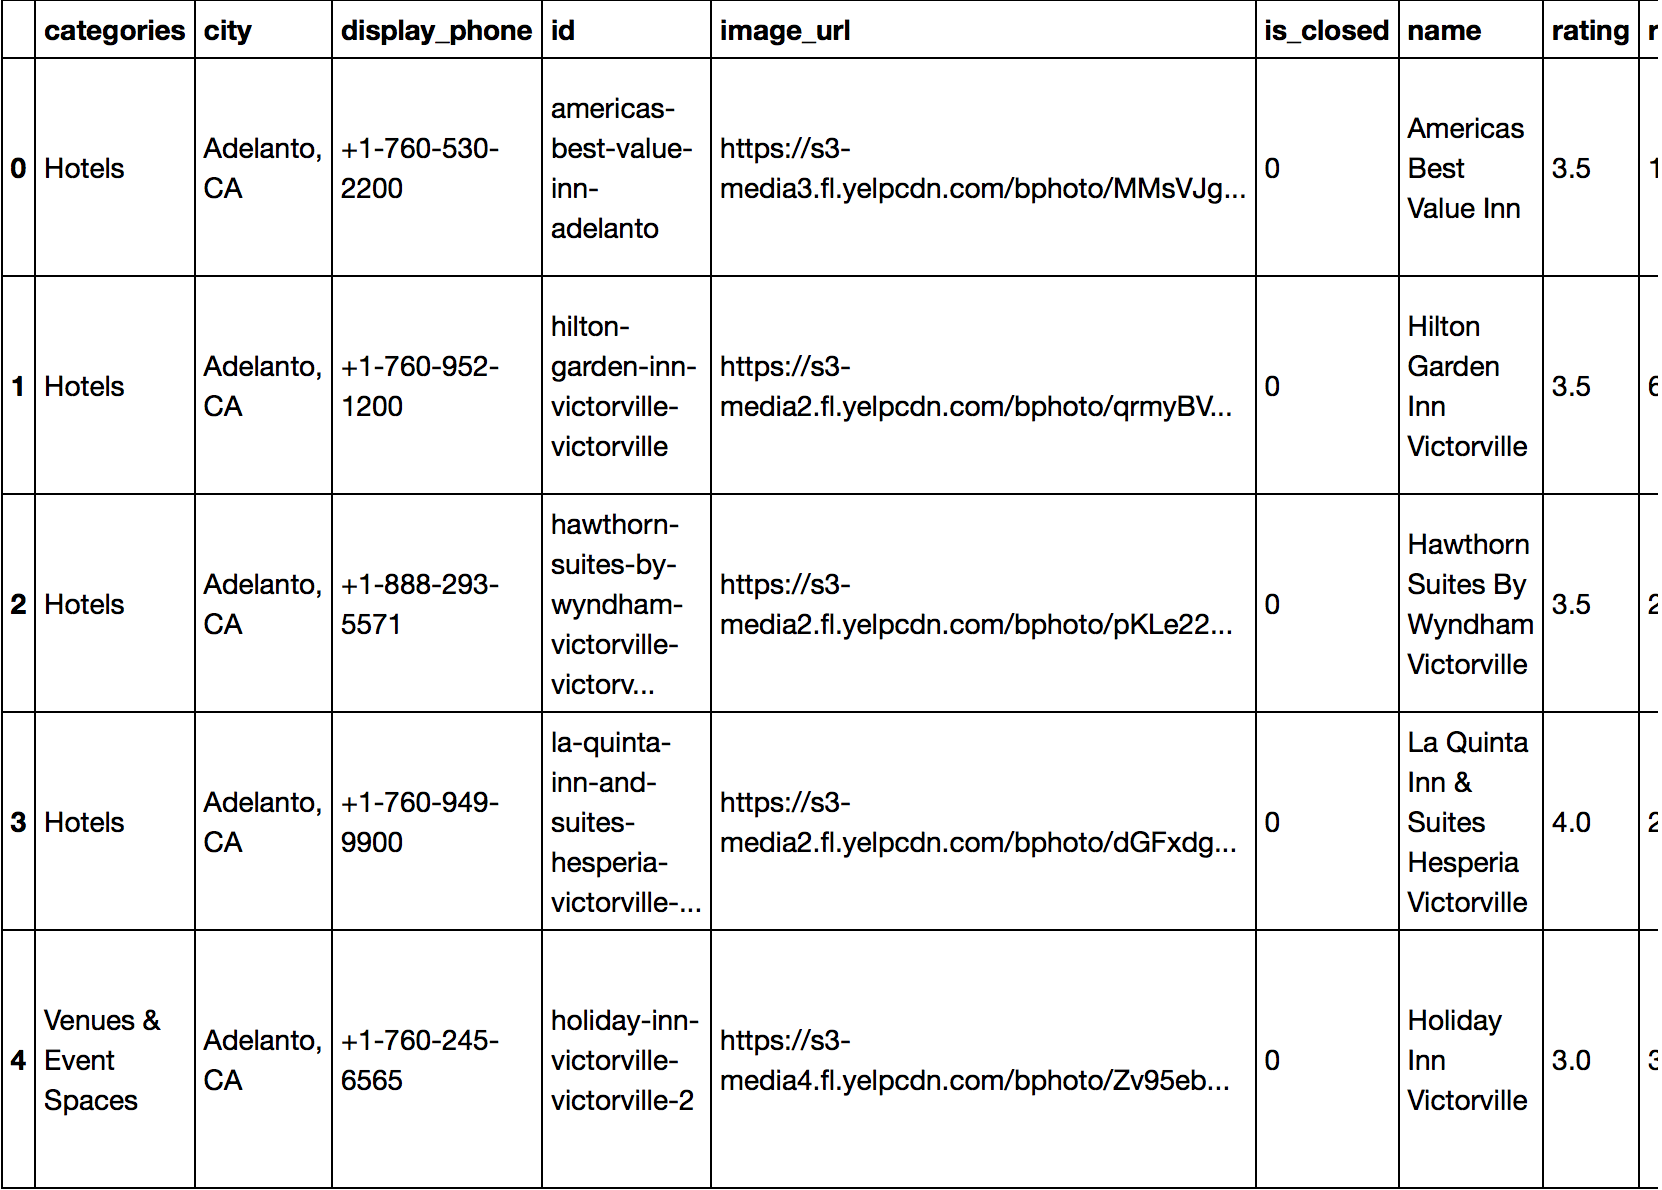 categories city display_phone id image_url is_closed name rating r
0 Hotels Adelanto, CA +1-760-530-2200 americas-best-value-inn-adelanto https://s3-media3.fl.yelpcdn.com/bphoto/MMsVJg... 0 Americas Best Value Inn 3.5 1
1 Hotels Adelanto, CA +1-760-952-1200 hilton-garden-inn-victorville-victorville https://s3-media2.fl.yelpcdn.com/bphoto/qrmyBV... 0 Hilton Garden Inn Victorville 3.5 6
2 Hotels Adelanto, CA +1-888-293-5571 hawthorn-suites-by-wyndham-victorville-victorv... https://s3-media2.fl.yelpcdn.com/bphoto/pKLe22... 0 Hawthorn Suites By Wyndham Victorville 3.5 2
3 Hotels Adelanto, CA +1-760-949-9900 la-quinta-inn-and-suites-hesperia-victorville-... https://s3-media2.fl.yelpcdn.com/bphoto/dGFxdg... 0 La Quinta Inn & Suites Hesperia Victorville 4.0 2
4 Venues & Event Spaces Adelanto, CA +1-760-245-6565 holiday-inn-victorville-victorville-2 https://s3-media4.fl.yelpcdn.com/bphoto/Zv95eb... 0 Holiday Inn Victorville 3.0 3